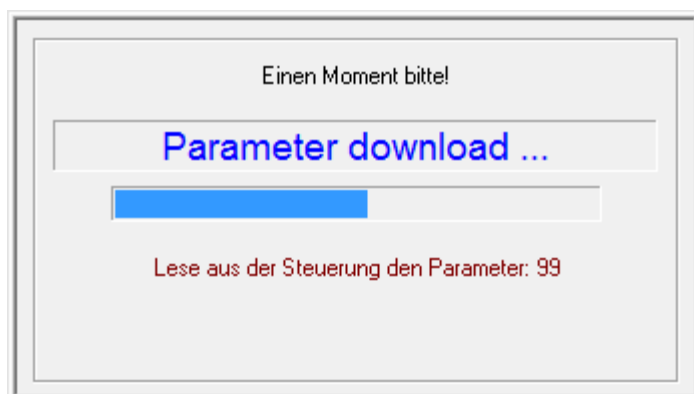 Einen Moment bitte!
Parameter download ...
Lese aus der Steuerung den Parameter: 99